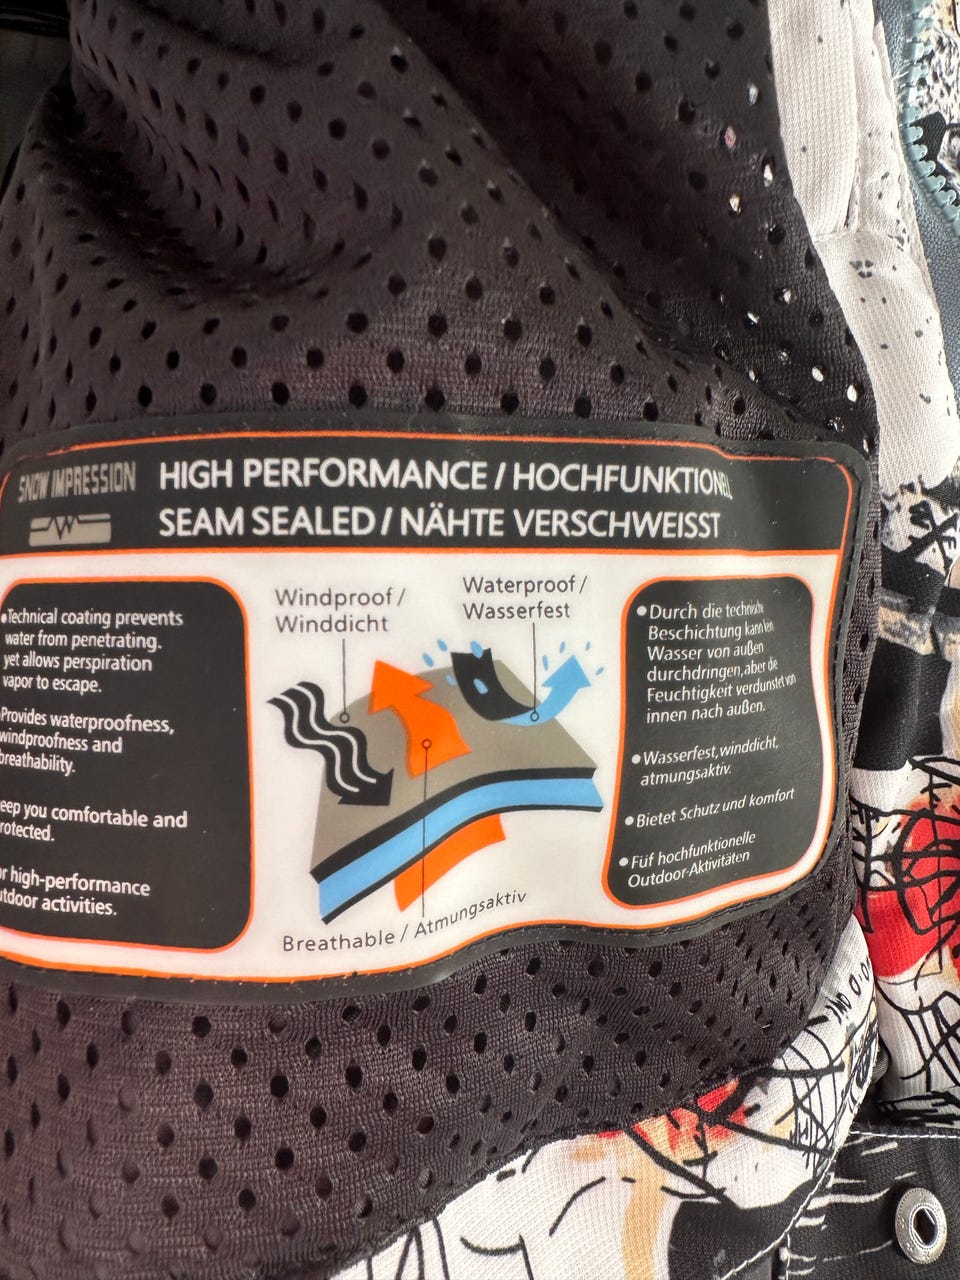 SNOW IMPRESSION
HIGH PERFORMANCE / HOCHFUNKTIONELL
SEAM SEALED / NÄHTE VERSCHWEISST
•Technical coating prevents
water from penetrating.
yet allows perspiration
vapor to escape.
Provides waterproofness,
windproofness and
breathability.
eep you comfortable and
rotected.
r high-performance
utdoor activities.
Windproof /
Winddicht
Waterproof /
Wasserfest
Breathable / Atmungsaktiv
•Durch die technische
Beschichtung kann kein
Wasser von außen
durchdringen, aber die
Feuchtigkeit verdunstet von
innen nach außen.
•Wasserfest, winddicht,
atmungsaktiv.
•Bietet Schutz und komfort
•Füf hochfunktionelle
Outdoor-Aktivitäten